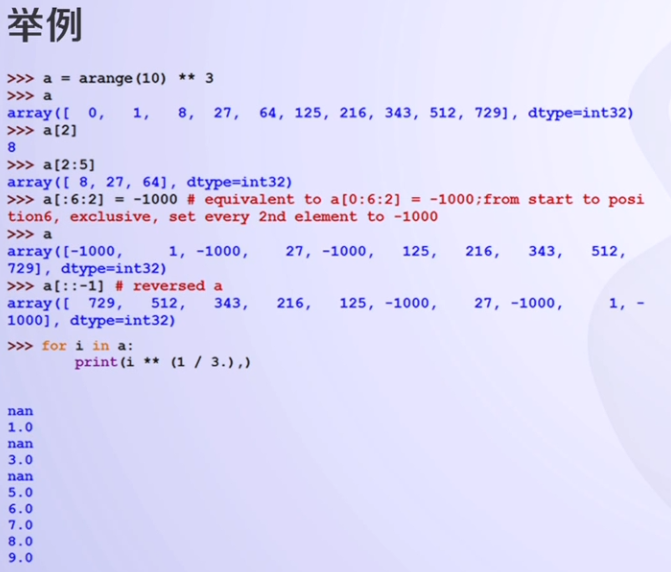 举例
>>> a = arange(10) ** 3
>>> a
array([  0,   1,   8,  27,  64, 125, 216, 343, 512, 729], dtype=int32)
>>> a[2]
8
>>> a[2:5]
array([ 8, 27, 64], dtype=int32)
>>> a[:6:2] = -1000 # equivalent to a[0:6:2] = -1000;from start to posi
tion6, exclusive, set every 2nd element to -1000
>>> a
array([-1000,     1, -1000,    27, -1000,   125,   216,   343,   512,
729], dtype=int32)
>>> a[::-1] # reversed a
array([  729,   512,   343,   216,   125, -1000,    27, -1000,     1, -
1000], dtype=int32)
>>> for i in a:
        print(i ** (1 / 3.),)
nan
1.0
nan
3.0
nan
5.0
6.0
7.0
8.0
9.0